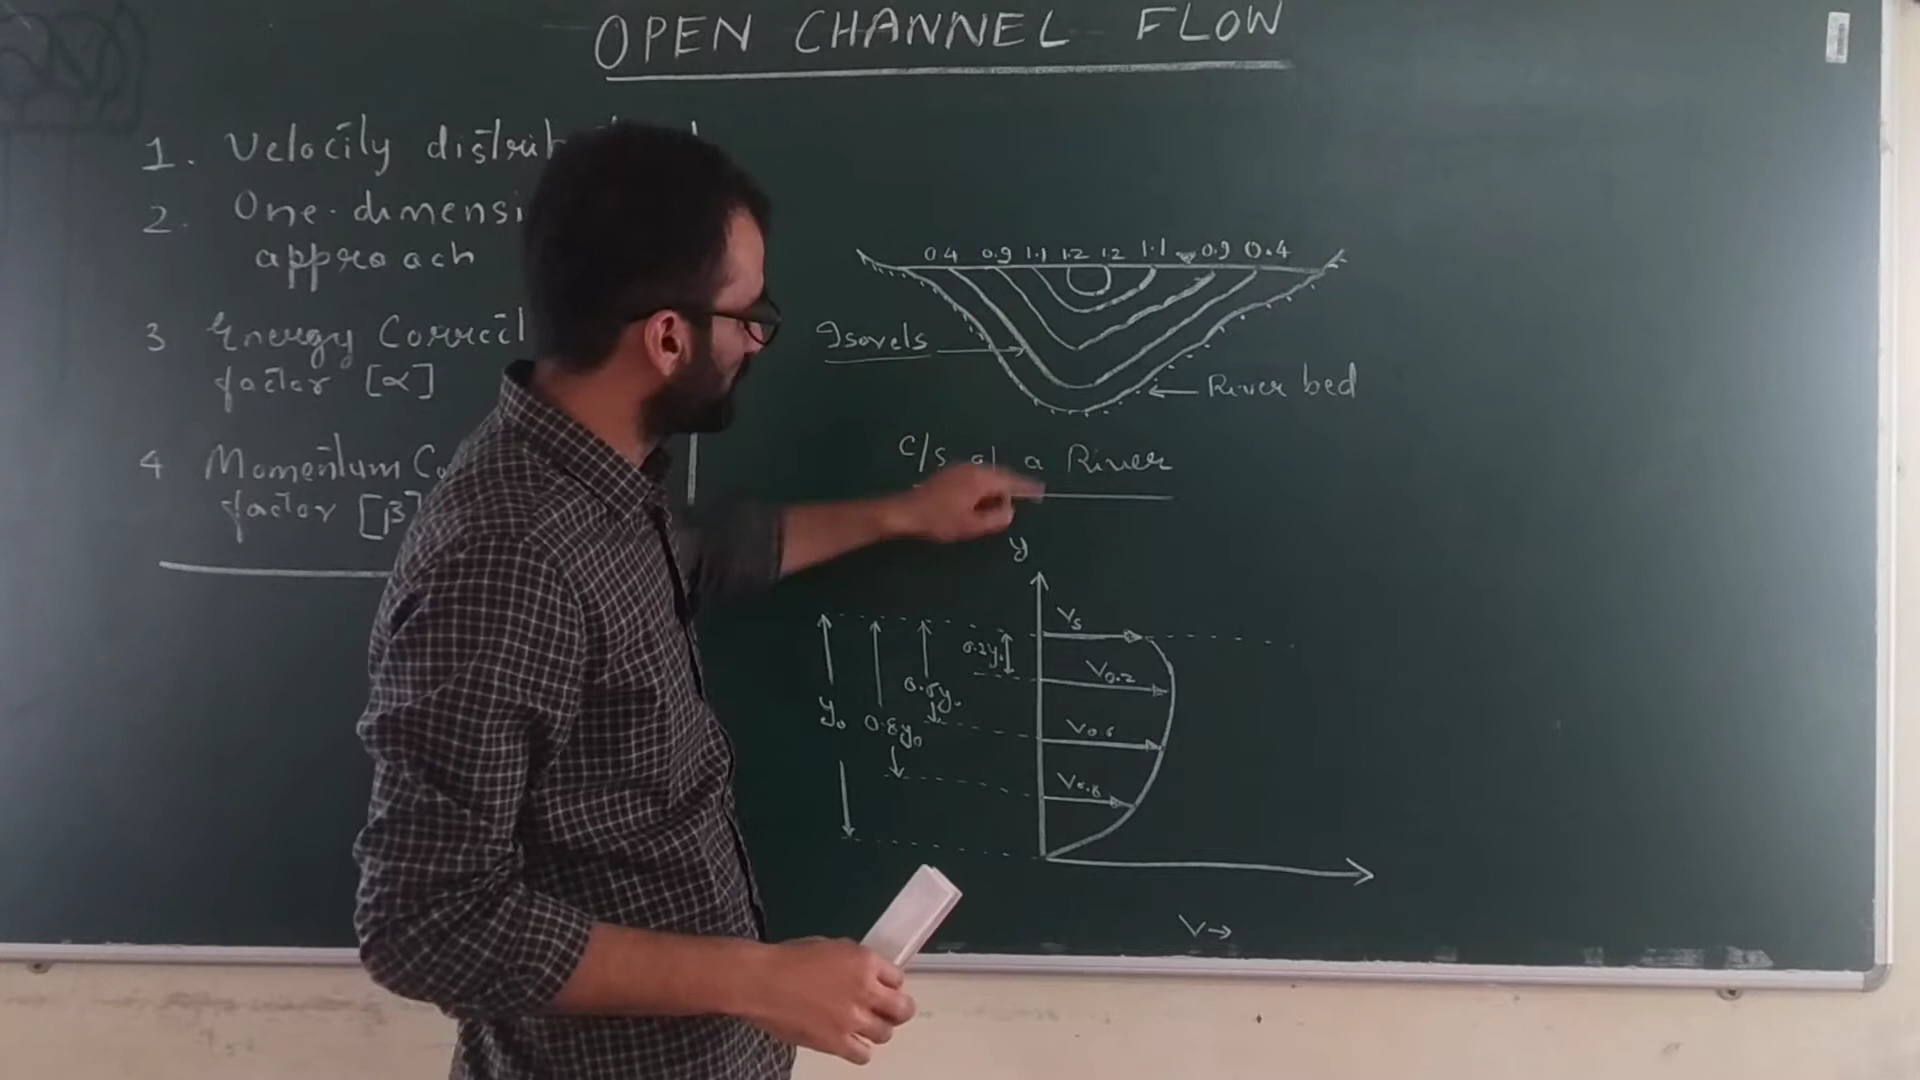 OPEN CHANNEL FLOW
1. Velocity
2. One-
approach
3 Energy
factor [α]
4 Momentum
factor [β]
0.4 0.9 1.1 1.2 1.2 1.1 0.9 0.4
Isovels
River bed
C/s of a River
y
Vs
0.2y₀
V0.2
0.6y₀
y₀ 0.8y₀
V0.6
V0.8
V→